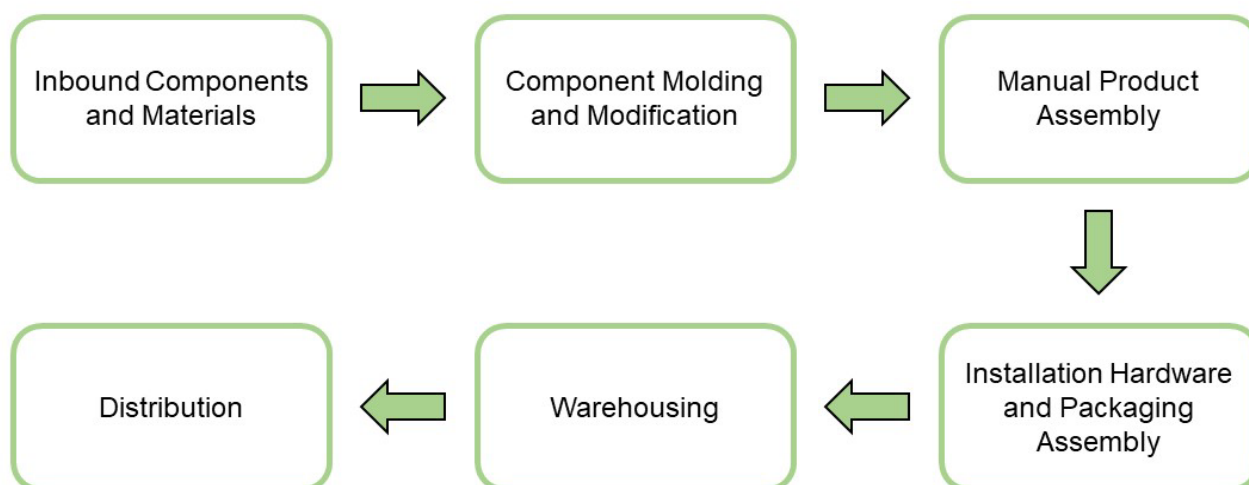 Inbound Components
and Materials
Component Molding
and Modification
Manual Product
Assembly
Installation Hardware
and Packaging
Assembly
Warehousing
Distribution